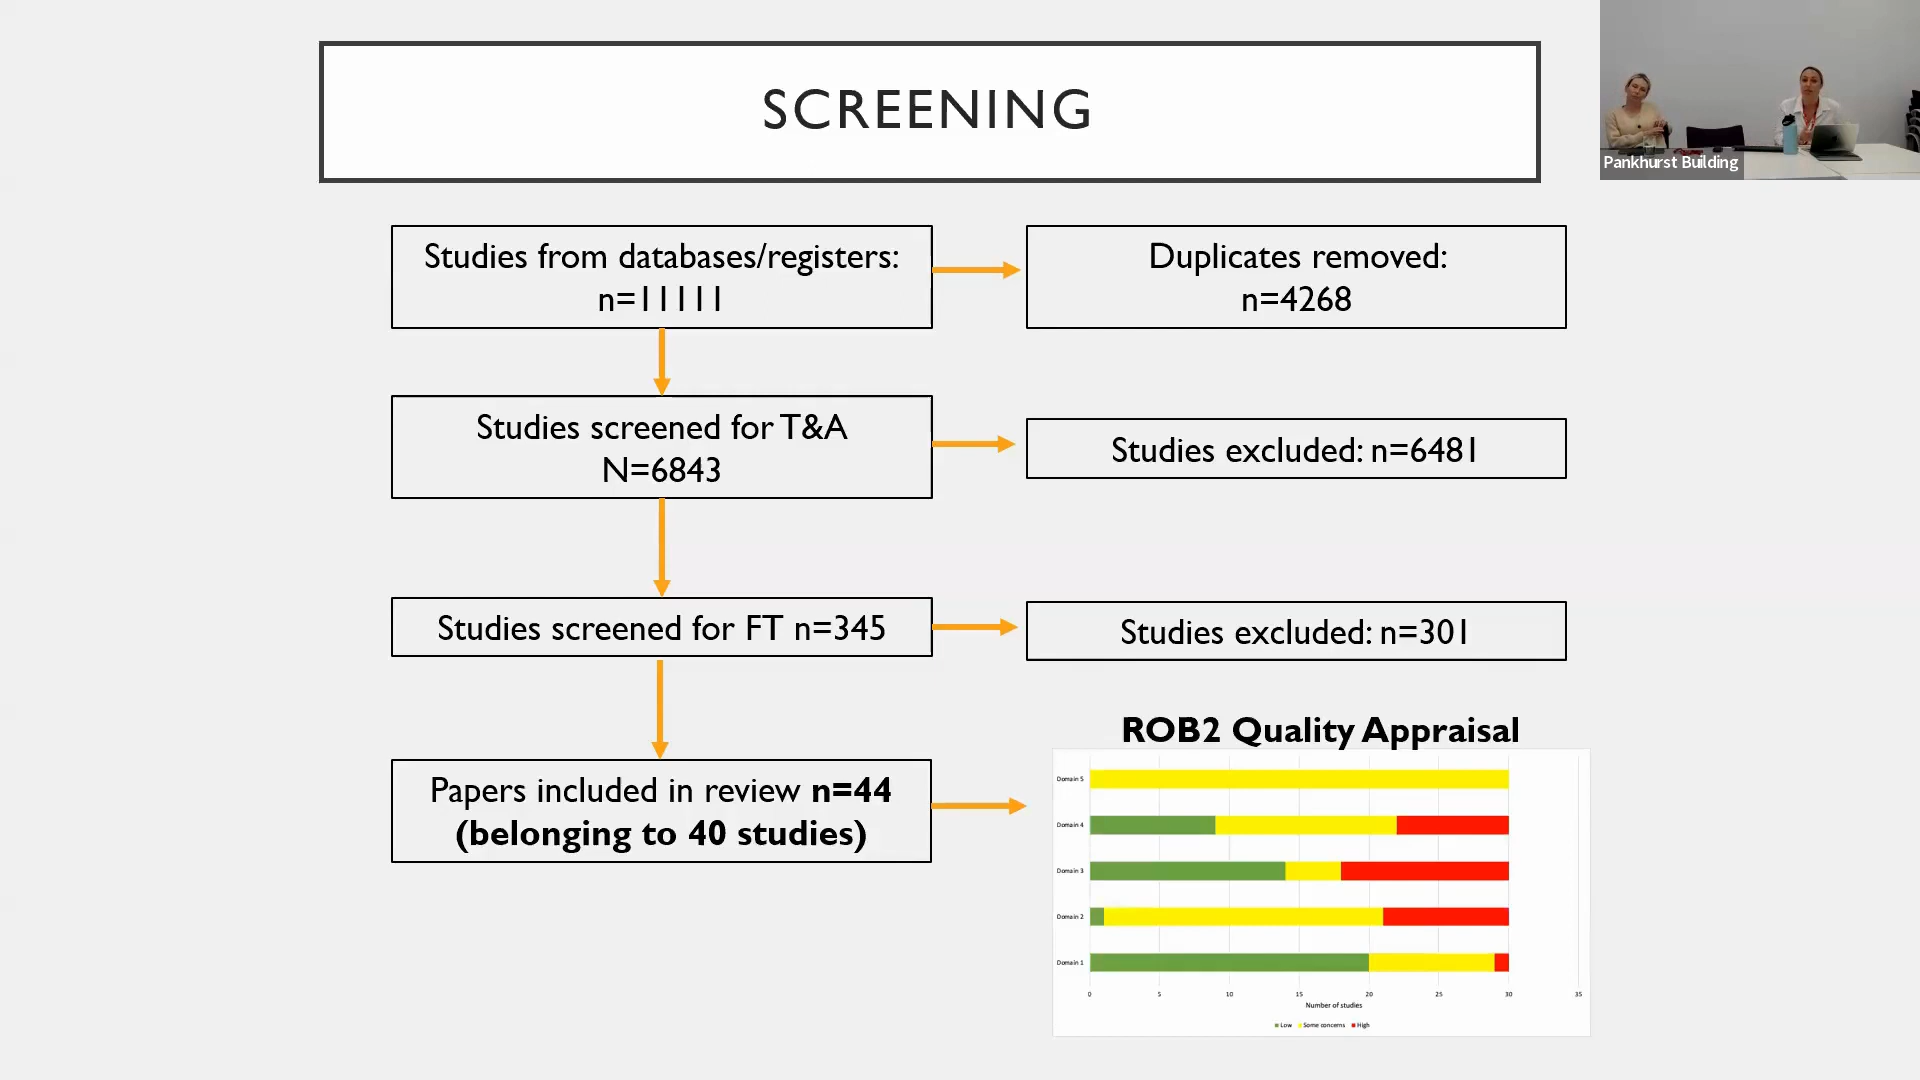 SCREENING
Pankhurst Building
Studies from databases/registers:
n=11111
Duplicates removed:
n=4268
Studies screened for T&A
N=6843
Studies excluded: n=6481
Studies screened for FT n=345
Studies excluded: n=301
Papers included in review n=44
(belonging to 40 studies)
ROB2 Quality Appraisal
Domain 5
Domain 4
Domain 3
Domain 2
Domain 1
0 5 10 15 20 25 30 35
Number of studies
Low Some concerns High